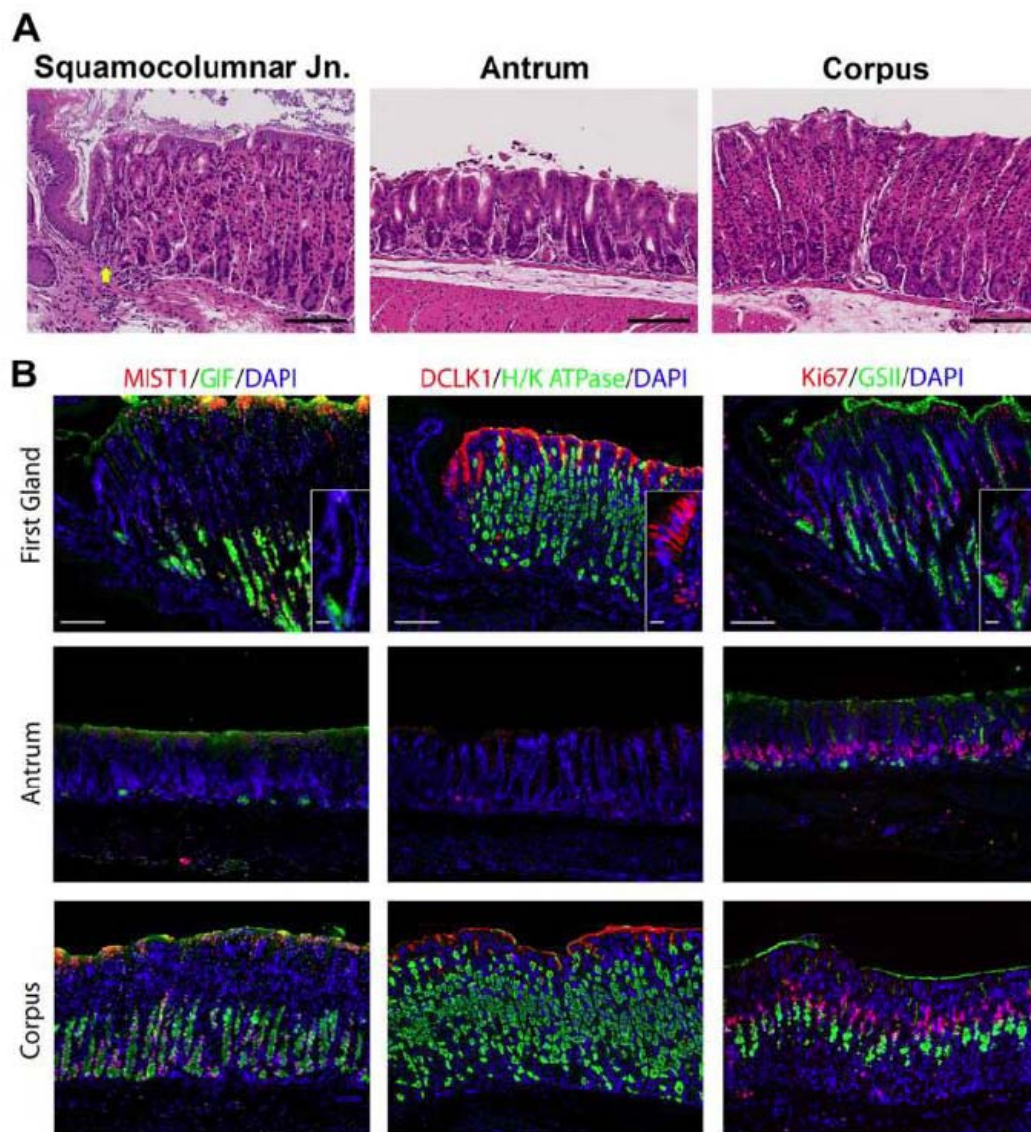 A
Squamocolumnar Jn. Antrum Corpus
B
MIST1/GIF/DAPI DCLK1/H/K ATPase/DAPI Ki67/GSII/DAPI
First Gland
Antrum
Corpus